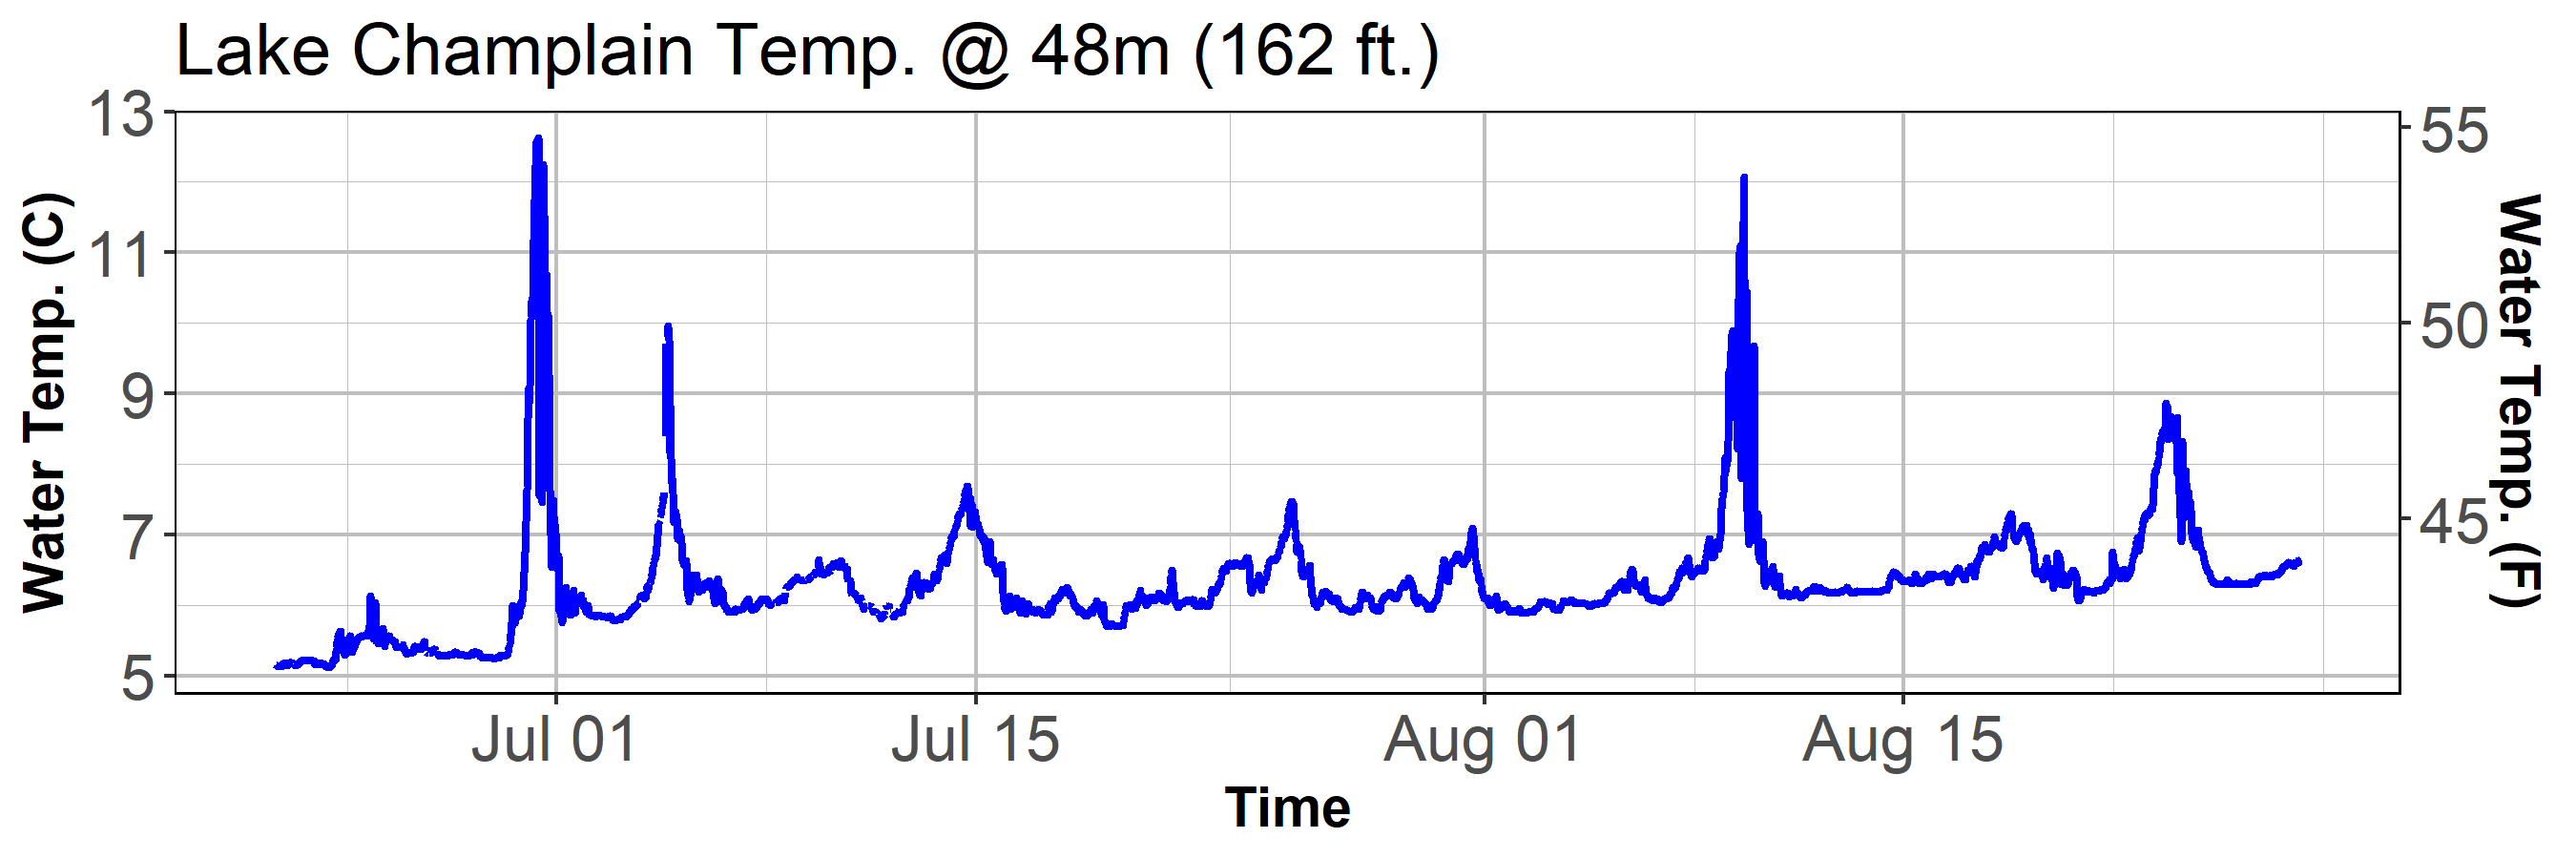 Lake Champlain Temp. @ 48m (162 ft.)
Water Temp. (C)
13
11
9
7
5
55
50
45
Water Temp. (F)
Jul 01 Jul 15 Aug 01 Aug 15
Time